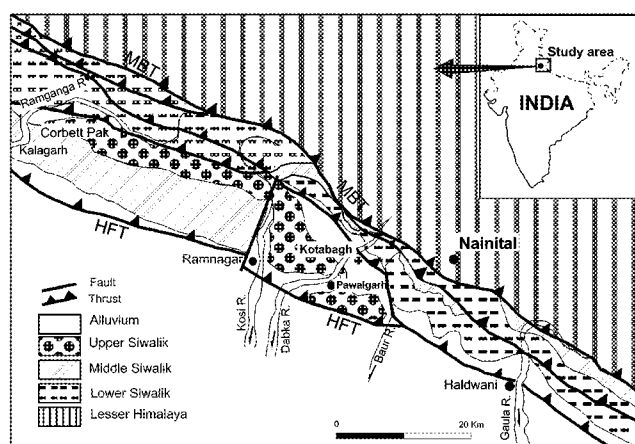 Study area
INDIA
MBT
Ramganga R.
Corbett Pak
Kalagarh
MBT
HFT
Nainital
Ramnagar
Kotabagh
Pawalgarh
Kosi R.
Dabka R.
HFT
Baur R.
Haldwani
Gaula R.
Fault
Thrust
Alluvium
Upper Siwalik
Middle Siwalik
Lower Siwalik
Lesser Himalaya
0 20 Km